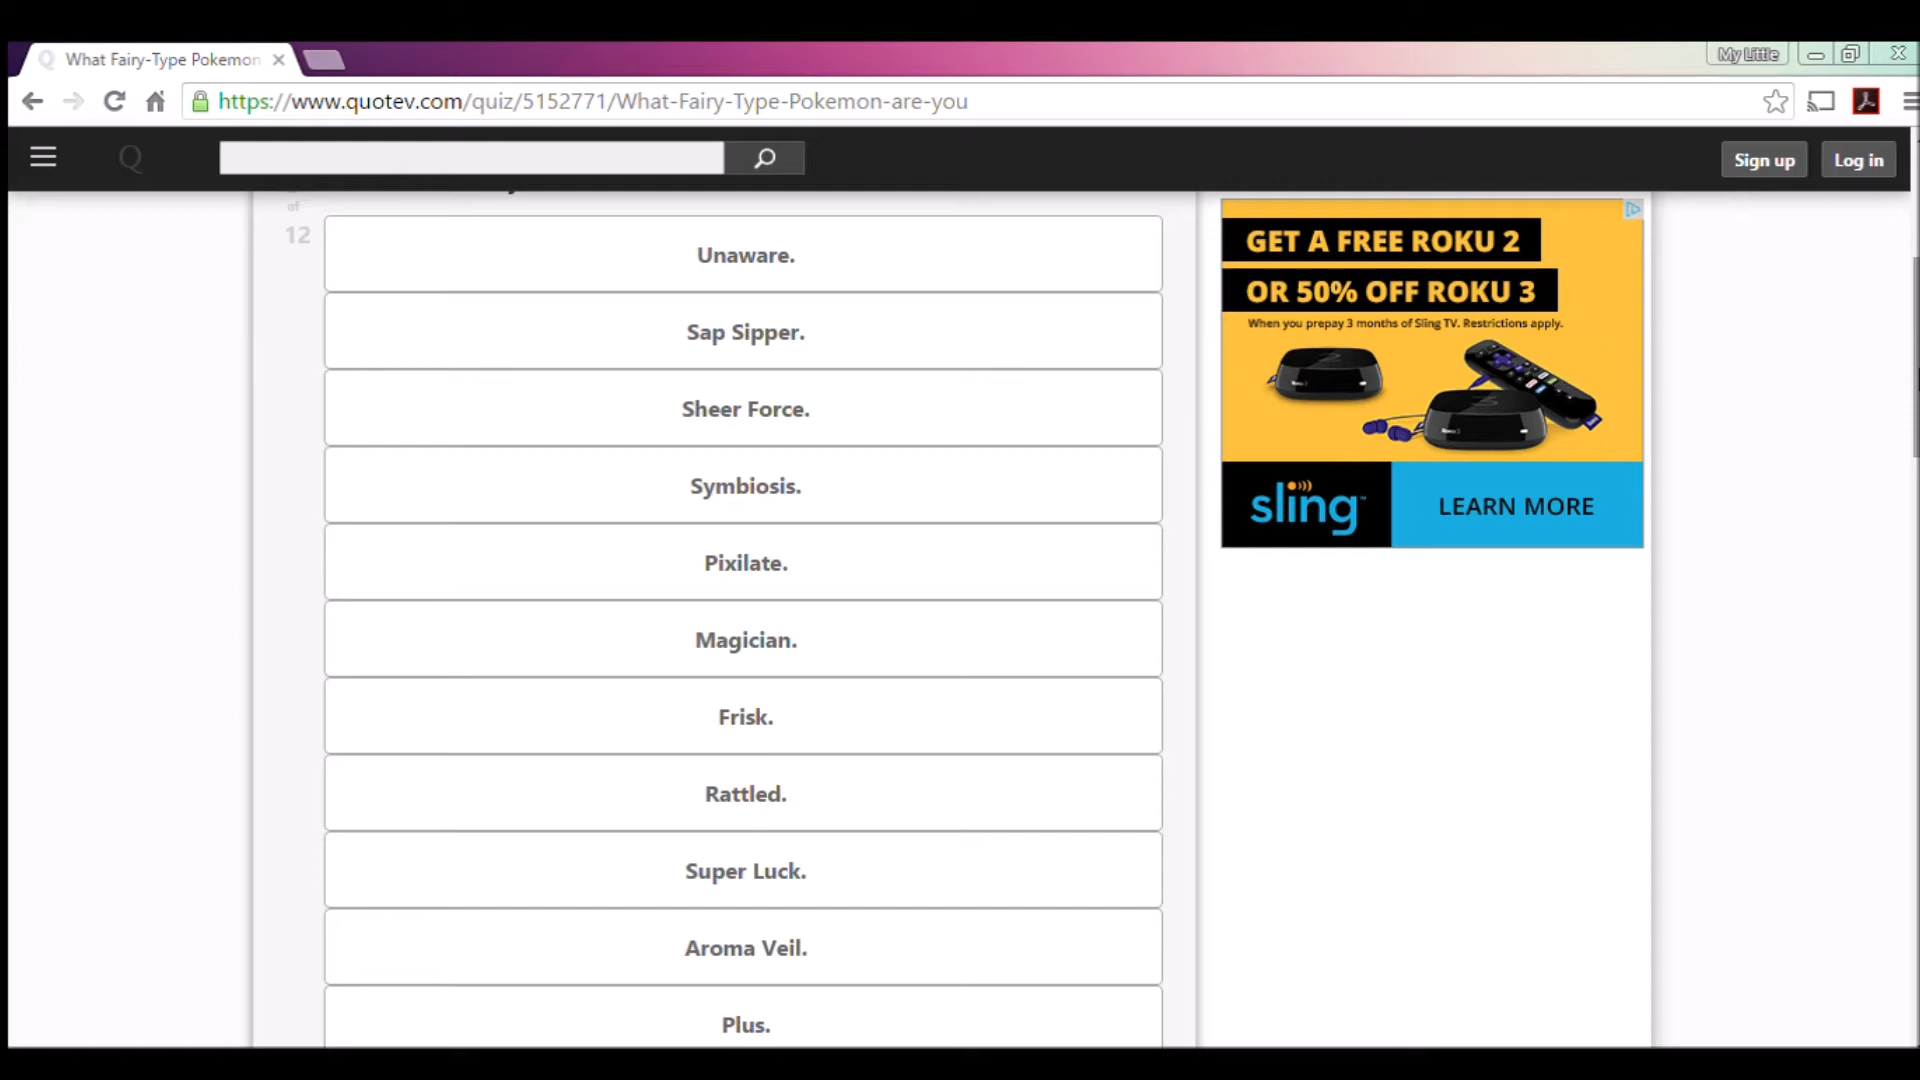 What Fairy-Type Pokemon
My Little
https://www.quotev.com/quiz/5152771/What-Fairy-Type-Pokemon-are-you
Q
Sign up
Log in
of
12
Unaware.
Sap Sipper.
Sheer Force.
Symbiosis.
Pixilate.
Magician.
Frisk.
Rattled.
Super Luck.
Aroma Veil.
Plus.
GET A FREE ROKU 2
OR 50% OFF ROKU 3
When you prepay 3 months of Sling TV. Restrictions apply.
sling
LEARN MORE